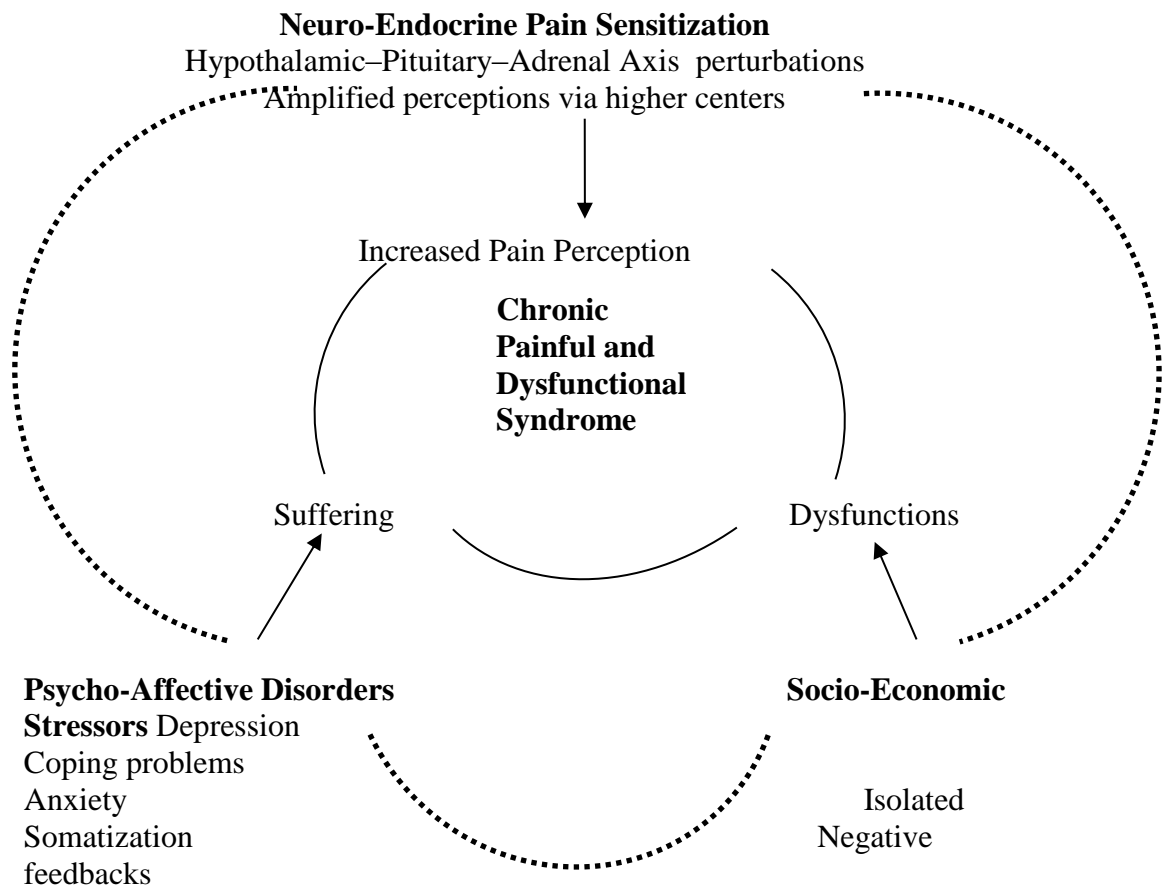 Neuro-Endocrine Pain Sensitization
Hypothalamic–Pituitary–Adrenal Axis perturbations
Amplified perceptions via higher centers
Increased Pain Perception
Chronic
Painful and
Dysfunctional
Syndrome
Suffering
Dysfunctions
Psycho-Affective Disorders
Socio-Economic
Stressors Depression
Coping problems
Anxiety
Isolated
Somatization
Negative
feedbacks